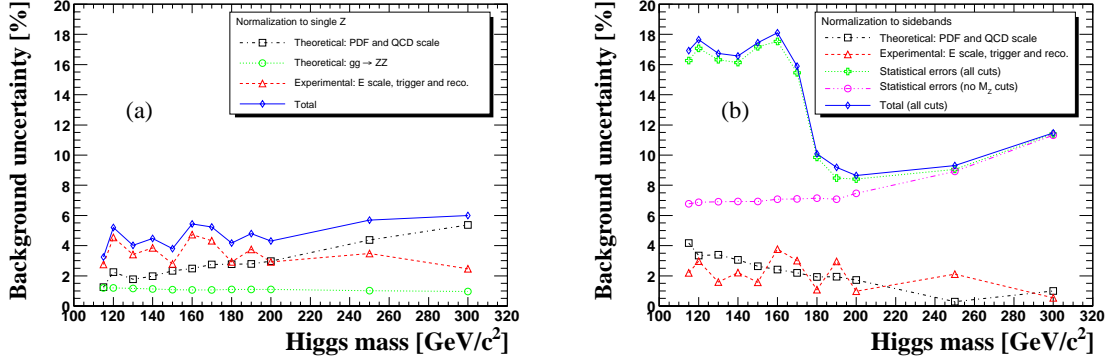 Background uncertainty [%]
20
18
16
14
12
10
8
6
4
2
0
Normalization to single Z
Theoretical: PDF and QCD scale
Theoretical: gg → ZZ
Experimental: E scale, trigger and reco.
Total
(a)
100 120 140 160 180 200 220 240 260 280 300 320
Higgs mass [GeV/c²]
Background uncertainty [%]
20
18
16
14
12
10
8
6
4
2
0
Normalization to sidebands
Theoretical: PDF and QCD scale
Experimental: E scale, trigger and reco.
Statistical errors (all cuts)
Statistical errors (no M₂ cuts)
Total (all cuts)
(b)
100 120 140 160 180 200 220 240 260 280 300 320
Higgs mass [GeV/c²]